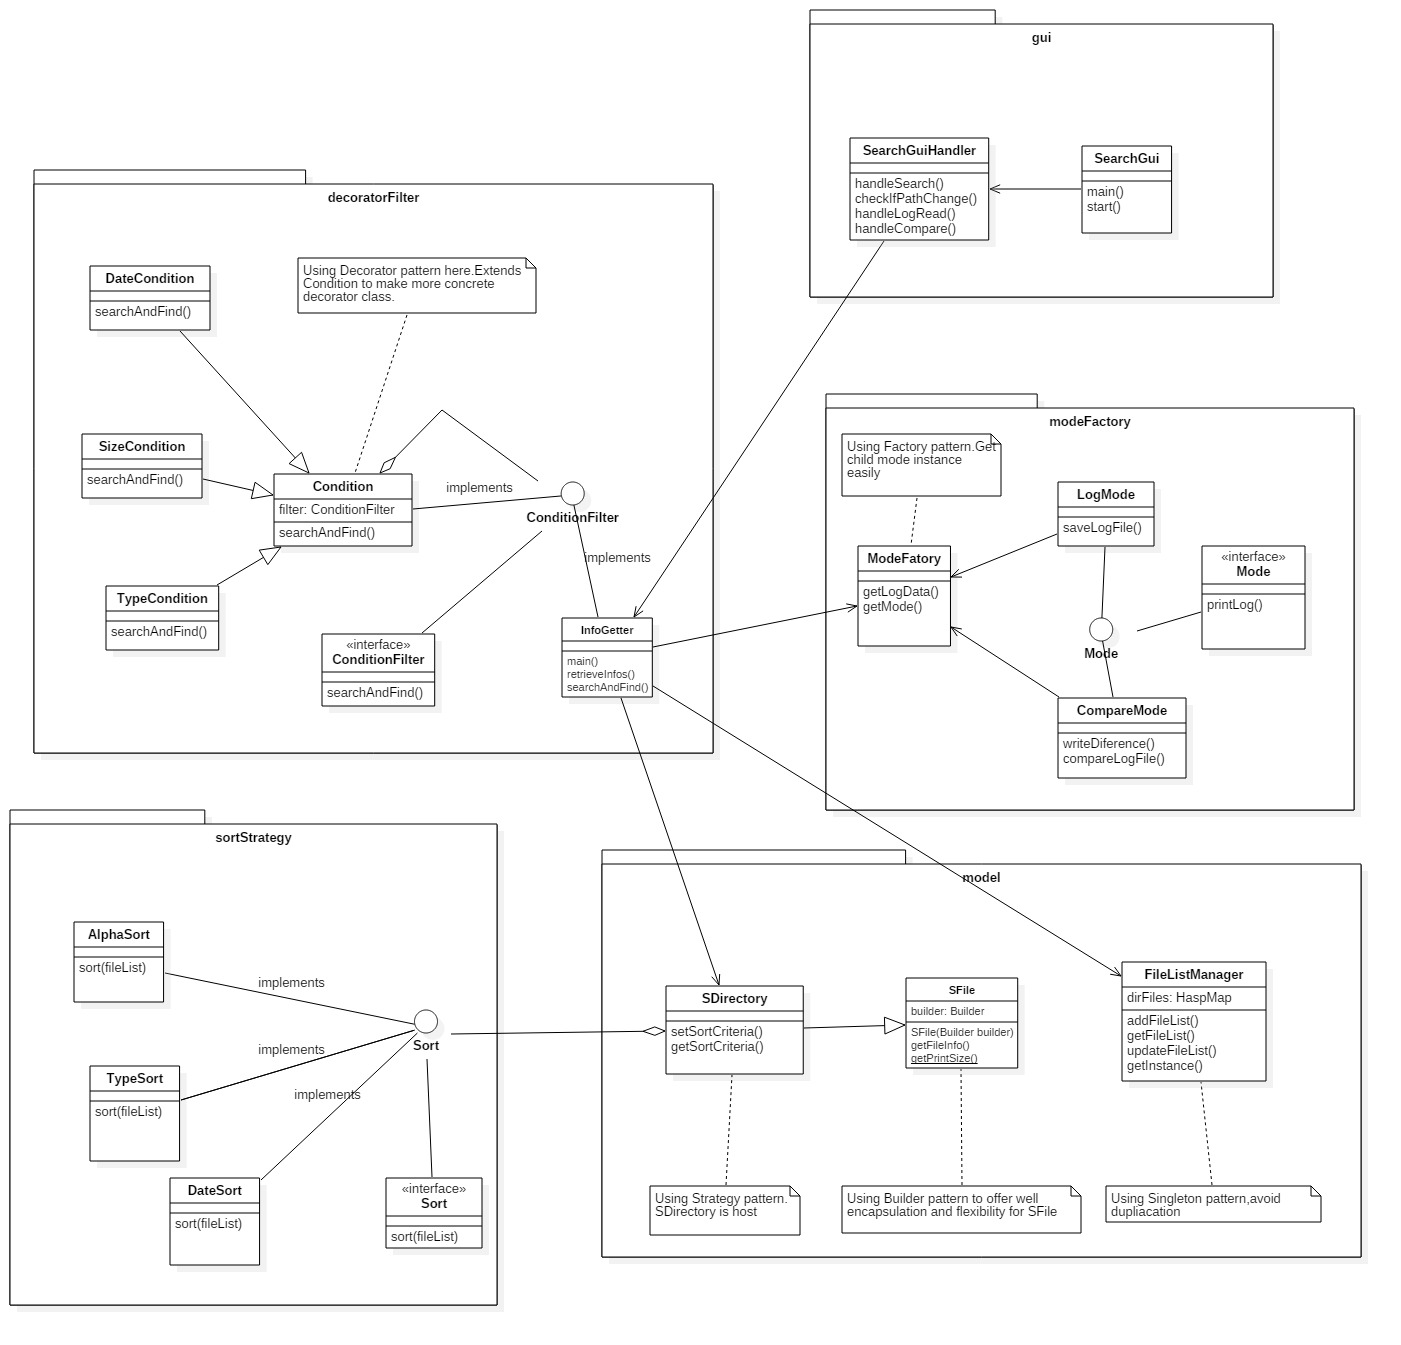 gui
SearchGuiHandler
handleSearch()
checkIfPathChange()
handleLogRead()
handleCompare()
SearchGui
main()
start()
decoratorFilter
DateCondition
searchAndFind()
Using Decorator pattern here.Extends
Condition to make more concrete
decorator class.
SizeCondition
searchAndFind()
Condition
filter: ConditionFilter
searchAndFind()
implements
ConditionFilter
implements
TypeCondition
searchAndFind()
«interface»
ConditionFilter
searchAndFind()
InfoGetter
main()
retrieveInfos()
searchAndFind()
modeFactory
Using Factory pattern.Get
child mode instance
easily
LogMode
saveLogFile()
ModeFatory
getLogData()
getMode()
«interface»
Mode
printLog()
Mode
CompareMode
writeDiference()
compareLogFile()
sortStrategy
AlphaSort
sort(fileList)
implements
Sort
implements
TypeSort
sort(fileList)
implements
DateSort
sort(fileList)
«interface»
Sort
sort(fileList)
model
SDirectory
setSortCriteria()
getSortCriteria()
SFile
builder: Builder
SFile(Builder builder)
getFileInfo()
getPrintSize()
FileListManager
dirFiles: HaspMap
addFileList()
getFileList()
updateFileList()
getInstance()
Using Strategy pattern.
SDirectory is host
Using Builder pattern to offer well
encapsulation and flexibility for SFile
Using Singleton pattern,avoid
dupliacation